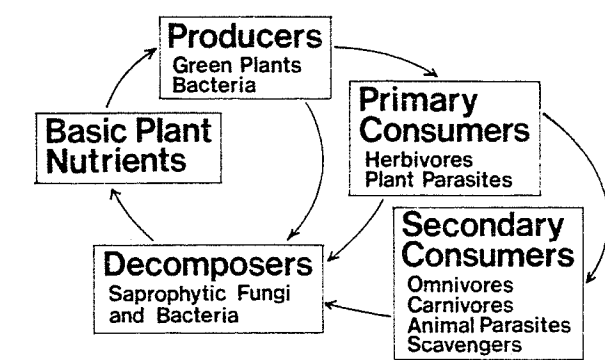 Producers
Green Plants
Bacteria
Primary
Consumers
Herbivores
Plant Parasites
Basic Plant
Nutrients
Secondary
Consumers
Omnivores
Carnivores
Animal Parasites
Scavengers
Decomposers
Saprophytic Fungi
and Bacteria